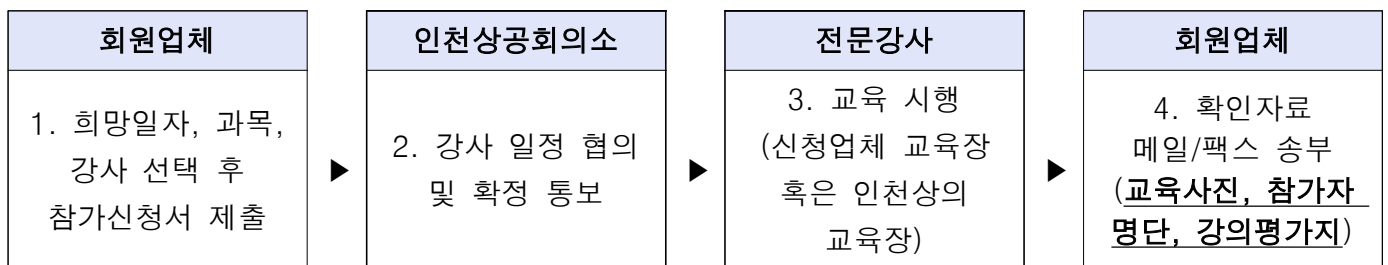 회원업체
1. 희망일자, 과목,
강사 선택 후
참가신청서 제출
▶
인천상공회의소
2. 강사 일정 협의
및 확정 통보
▶
전문강사
3. 교육 시행
(신청업체 교육장
혹은 인천상의
교육장)
▶
회원업체
4. 확인자료
메일/팩스 송부
(교육사진, 참가자
명단, 강의평가지)